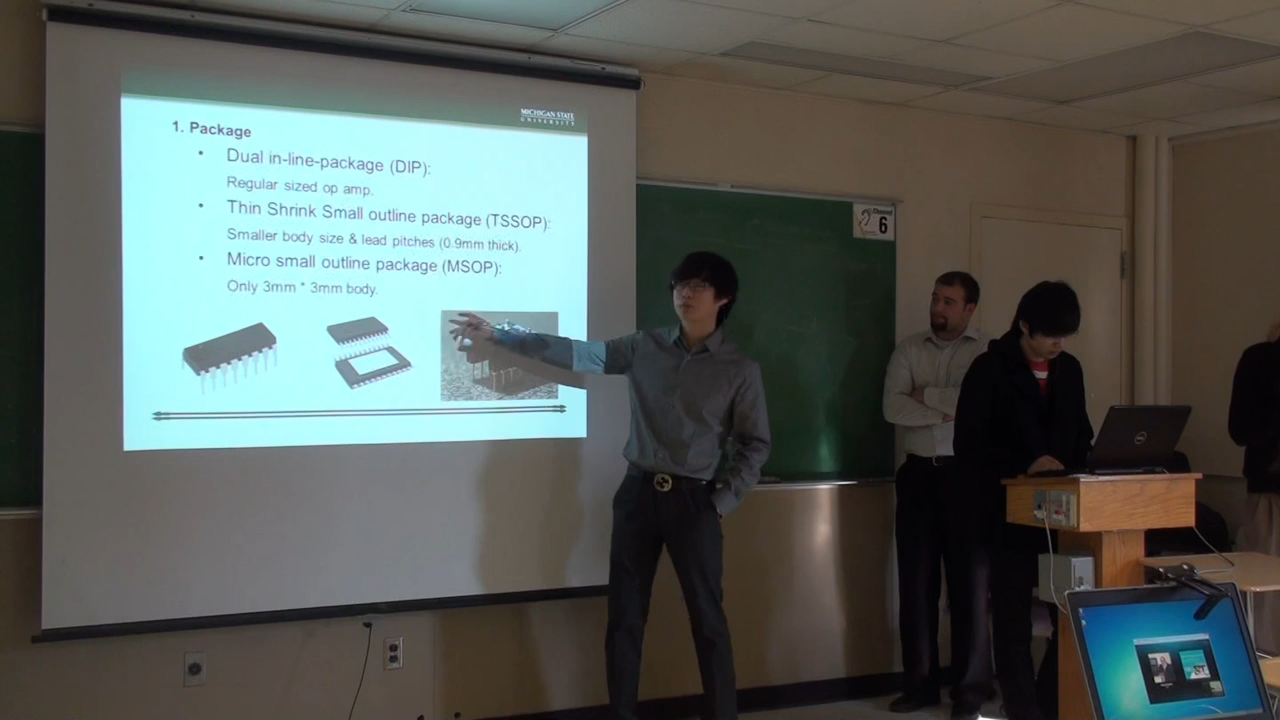 MICHIGAN STATE
UNIVERSITY
1. Package
• Dual in-line-package (DIP):
Regular sized op amp.
• Thin Shrink Small outline package (TSSOP):
Smaller body size & lead pitches (0.9mm thick).
• Micro small outline package (MSOP):
Only 3mm * 3mm body.
Channel
6
DELL